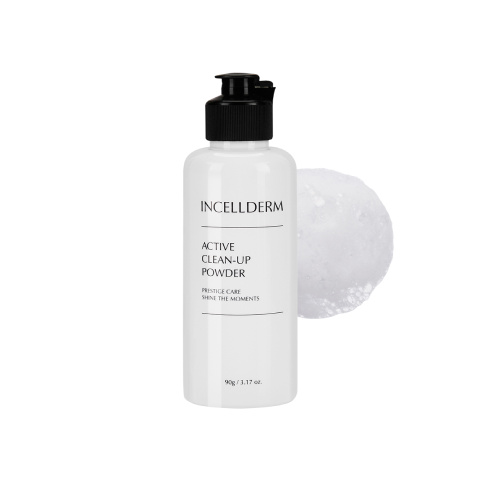 INCELLDERM
ACTIVE
CLEAN-UP
POWDER
PRESTIGE CARE
SHINE THE MOMENTS
90g / 3.17 oz.